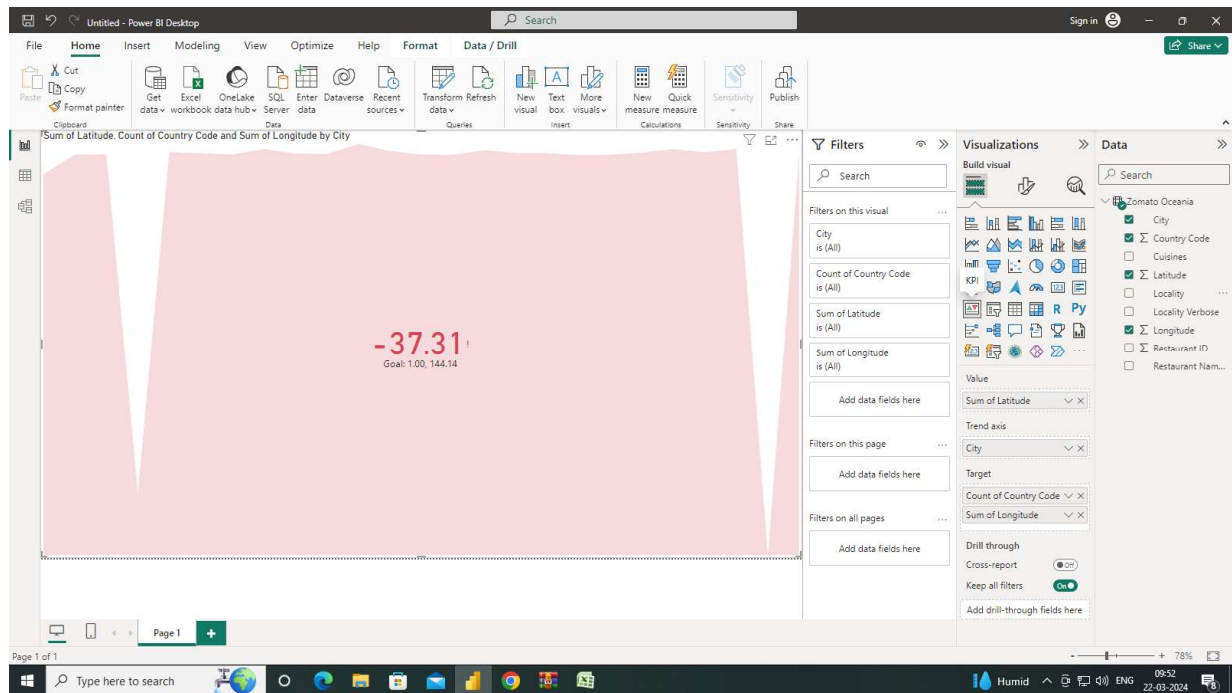 Untitled - Power BI Desktop
Search
Sign in
File Home Insert Modeling View Optimize Help Format Data / Drill
Share
Paste
Cut
Copy
Format painter
Clipboard
Get data
Excel workbook
OneLake data hub
SQL Server
Enter data
Dataverse
Recent sources
Data
Transform data
Refresh
Queries
New visual
Text box
More visuals
Insert
New measure
Quick measure
Calculations
Sensitivity
Sensitivity
Publish
Share
Sum of Latitude, Count of Country Code and Sum of Longitude by City
-37.31!
Goal: 1.00, 144.14
Filters
Search
Filters on this visual
City
is (All)
Count of Country Code
is (All)
Sum of Latitude
is (All)
Sum of Longitude
is (All)
Add data fields here
Filters on this page
Add data fields here
Filters on all pages
Add data fields here
Visualizations
Build visual
KPI
123
R Py
Value
Sum of Latitude
Trend axis
City
Target
Count of Country Code
Sum of Longitude
Drill through
Cross-report
Off
Keep all filters
On
Add drill-through fields here
Data
Search
Zomato Oceania
City
Country Code
Cuisines
Latitude
Locality
Locality Verbose
Longitude
Restaurant ID
Restaurant Nam...
Page 1
Page 1 of 1
78%
Type here to search
Humid
ENG
09:52
22-03-2024